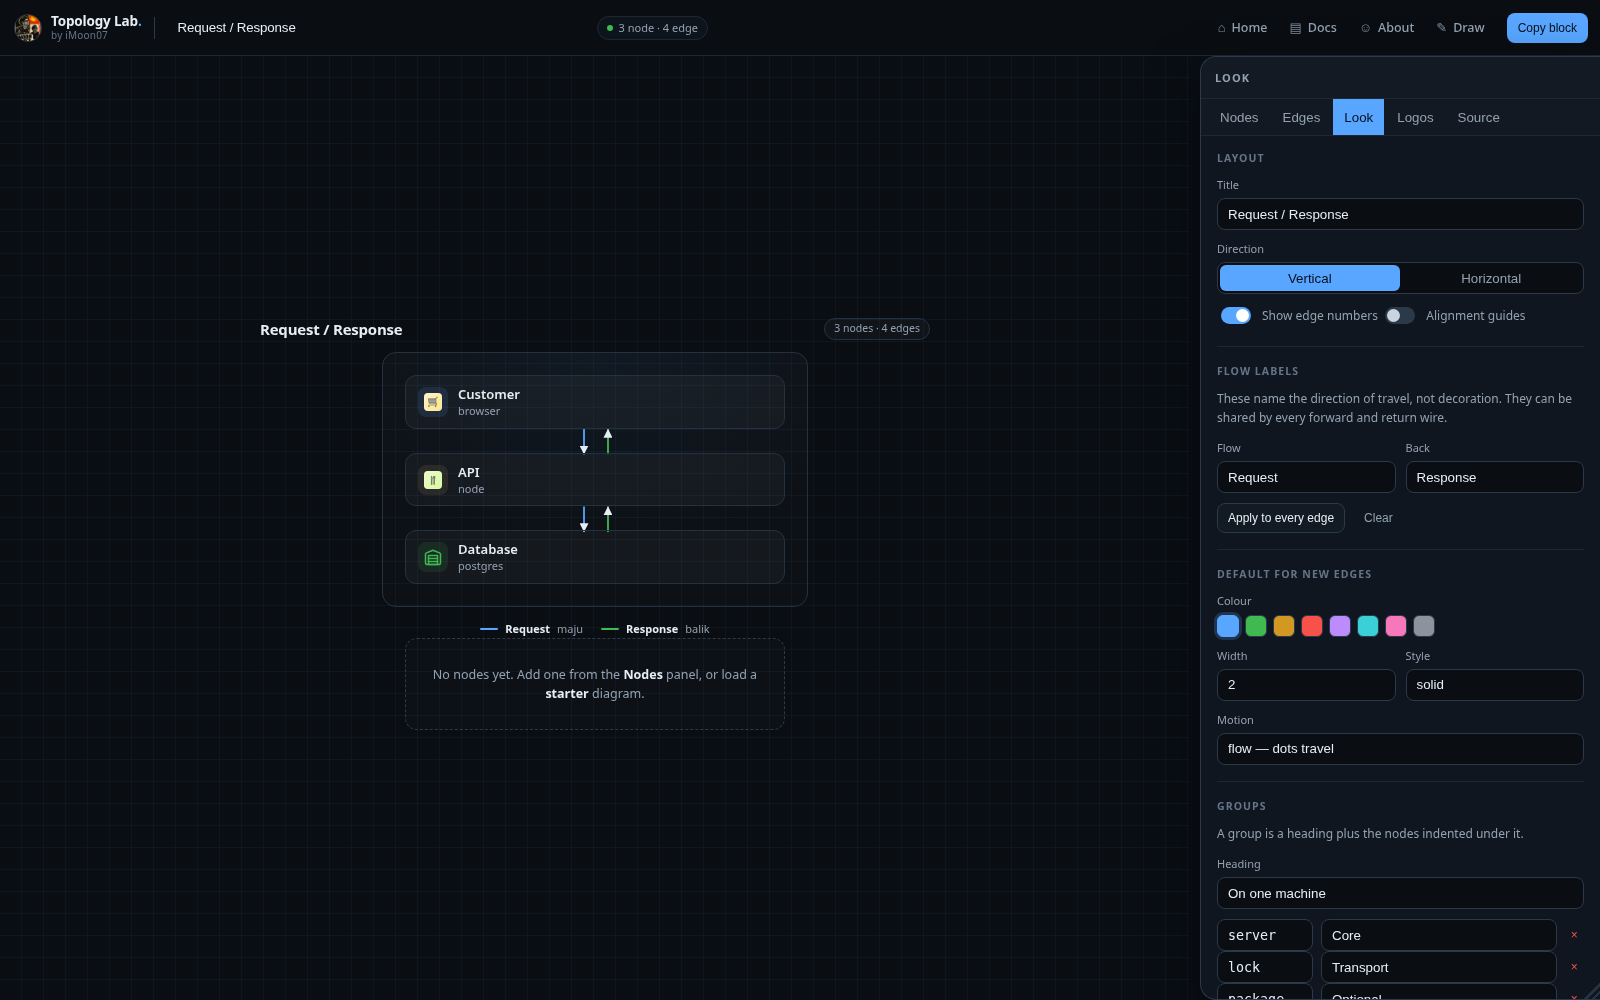 Topology Lab.
by iMoon07
Request / Response
3 node · 4 edge
Home
Docs
About
Draw
Copy block
LOOK
Nodes
Edges
Look
Logos
Source
LAYOUT
Title
Request / Response
Direction
Vertical
Horizontal
Show edge numbers
Alignment guides
FLOW LABELS
These name the direction of travel, not decoration. They can be
shared by every forward and return wire.
Flow
Back
Request
Response
Apply to every edge
Clear
DEFAULT FOR NEW EDGES
Colour
Width
Style
2
solid
Motion
flow — dots travel
GROUPS
A group is a heading plus the nodes indented under it.
Heading
On one machine
server
Core
×
lock
Transport
×
package
Optional
×
Request / Response
3 nodes · 4 edges
Customer
browser
API
node
Database
postgres
Request maju
Response balik
No nodes yet. Add one from the Nodes panel, or load a
starter diagram.